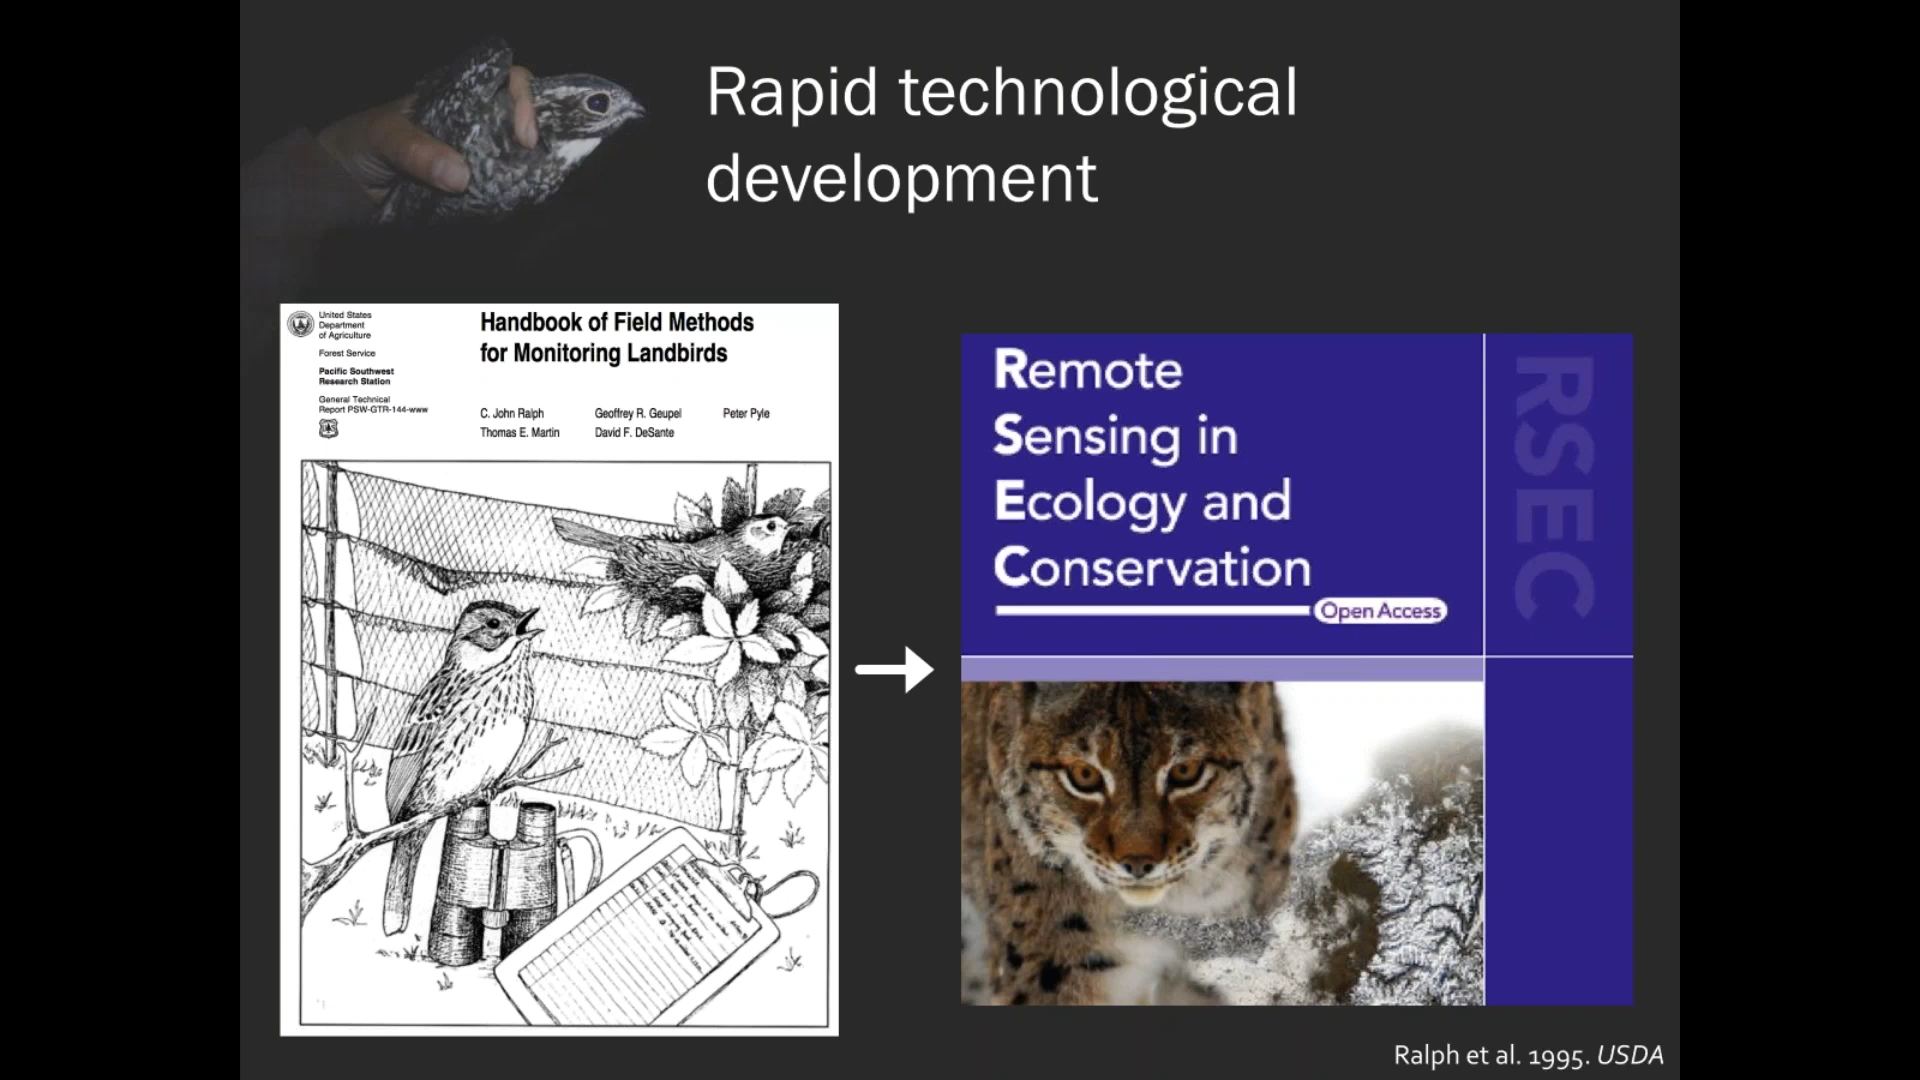 Rapid technological
development
United States
Department
of Agriculture
Forest Service
Pacific Southwest
Research Station
General Technical
Report PSW-GTR-144-www
Handbook of Field Methods
for Monitoring Landbirds
C. John Ralph Geoffrey R. Geupel Peter Pyle
Thomas E. Martin David F. DeSante
Remote
Sensing in
Ecology and
Conservation
Open Access
RSEC
Ralph et al. 1995. USDA